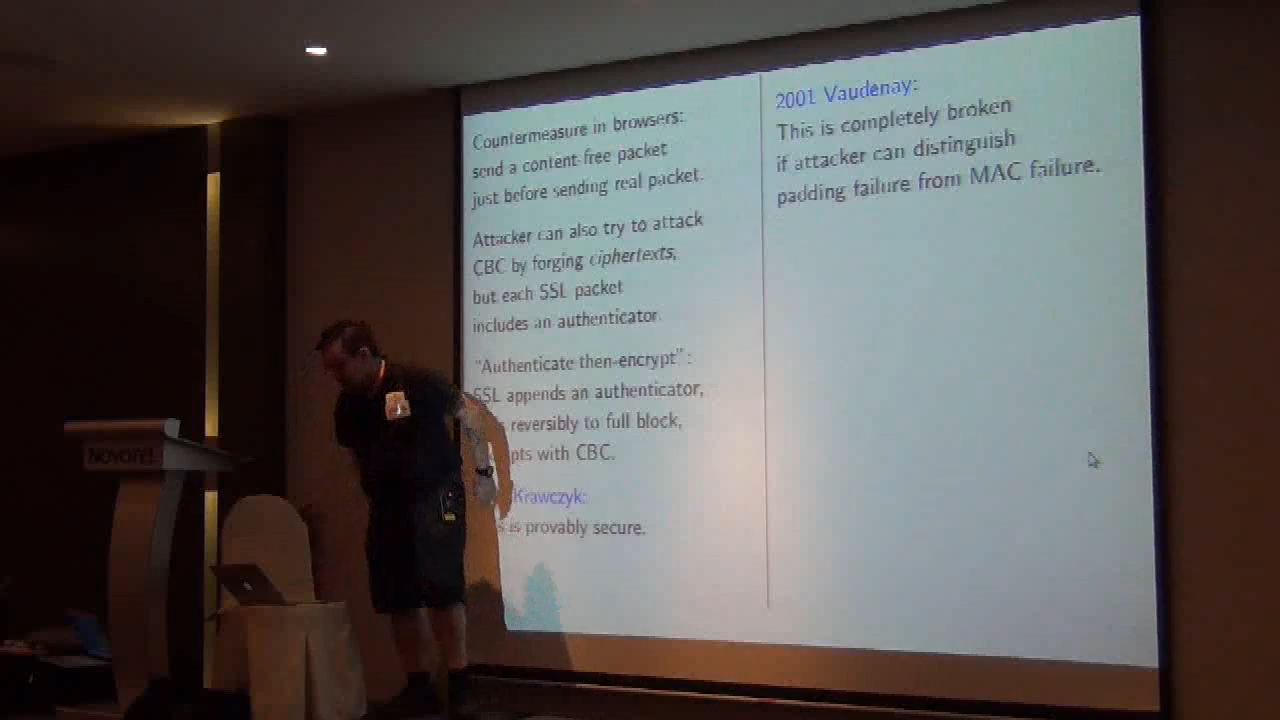 Countermeasure in browsers:
send a content-free packet
just before sending real packet.
Attacker can also try to attack
CBC by forging ciphertexts,
but each SSL packet
includes an authenticator.
"Authenticate-then-encrypt":
SSL appends an authenticator,
reversibly to full block,
with CBC.
Krawczyk:
is provably secure.
2001 Vaudenay:
This is completely broken
if attacker can distinguish
padding failure from MAC failure.
NOVOTEL